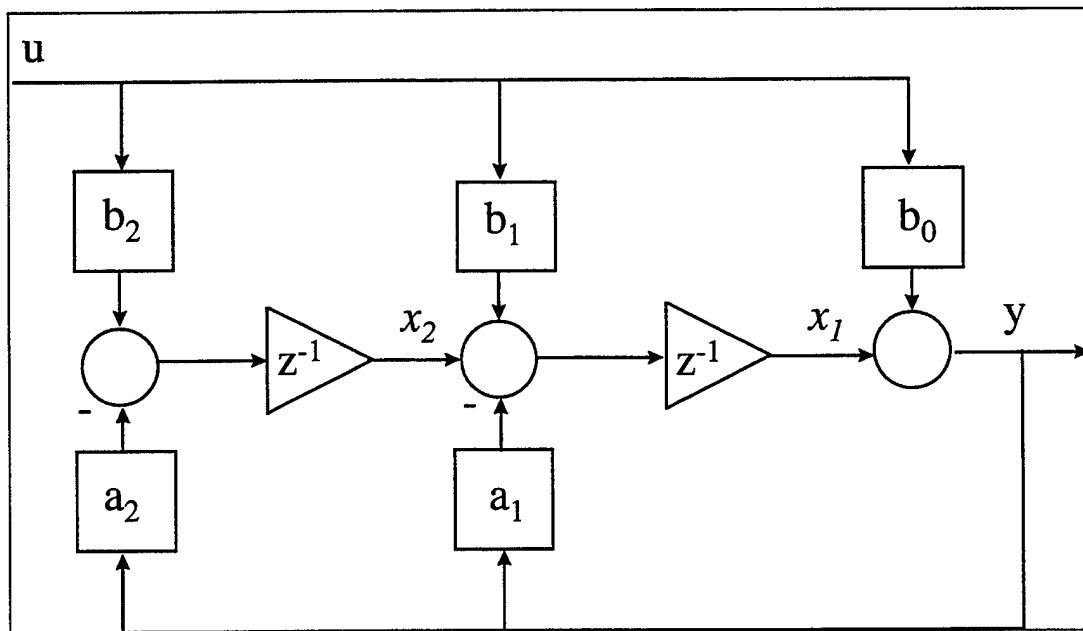 u
b₂
b₁
b₀
x₂
x₁
y
z⁻¹
z⁻¹
-
-
a₂
a₁